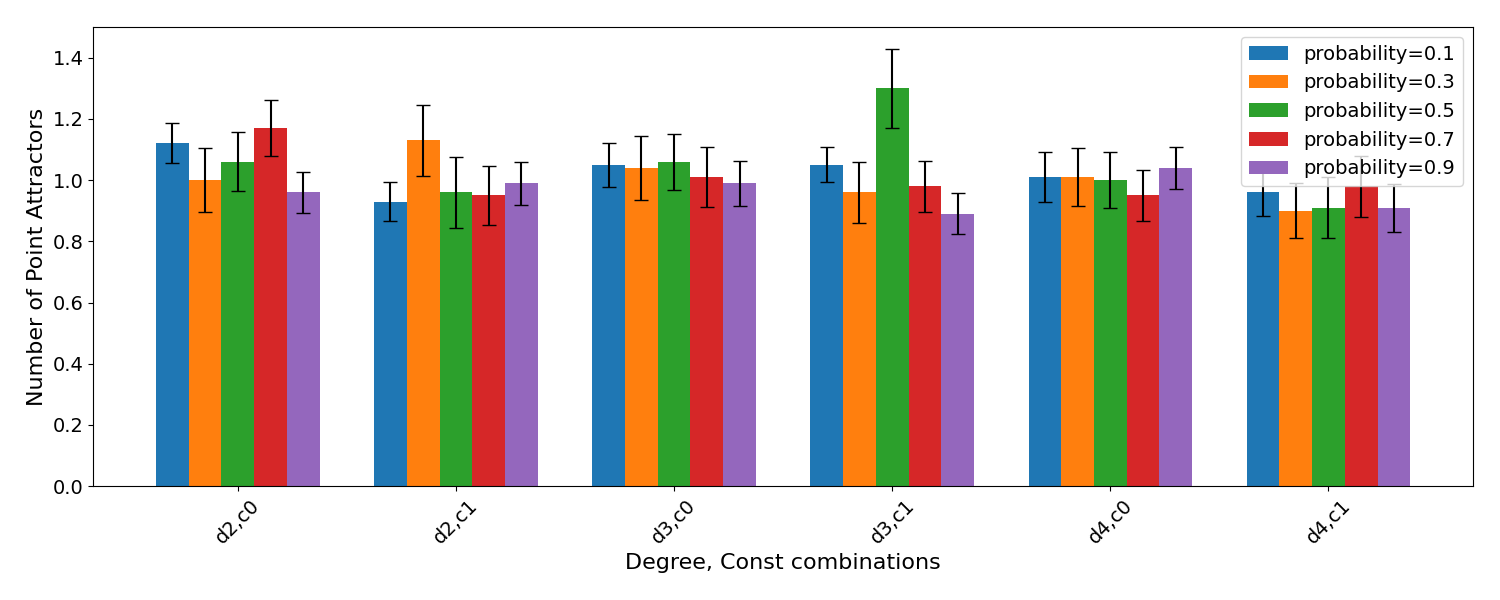 Number of Point Attractors
1.4
1.2
1.0
0.8
0.6
0.4
0.2
0.0
probability=0.1
probability=0.3
probability=0.5
probability=0.7
probability=0.9
d2,c0
d2,c1
d3,c0
d3,c1
d4,c0
d4,c1
Degree, Const combinations